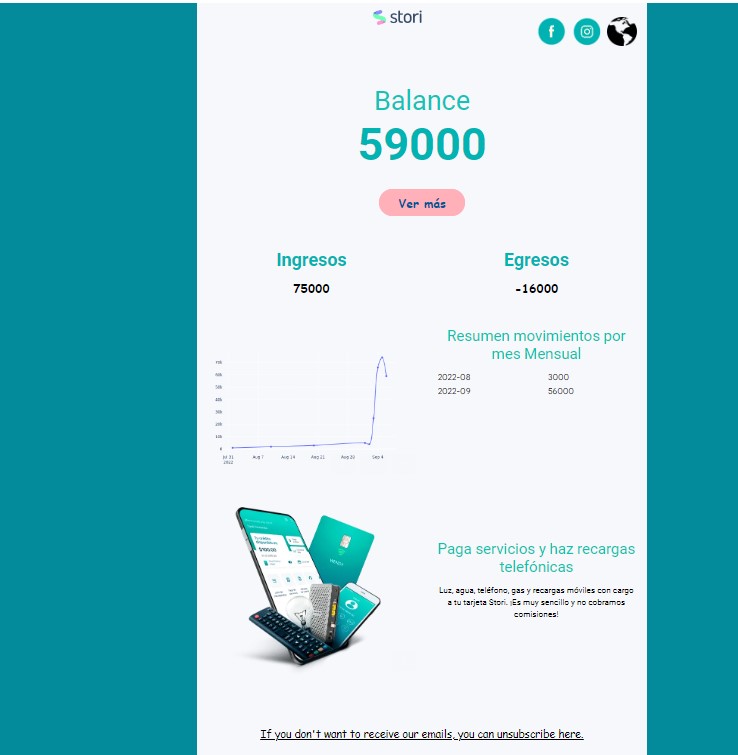 stori
Balance
59000
Ver más
Ingresos
Egresos
75000
-16000
Resumen movimientos por
mes Mensual
2022-08 3000
2022-09 56000
70k
60k
50k
40k
30k
20k
10k
0
Jul 31
2022
Aug 7
Aug 14
Aug 21
Aug 28
Sep 4
Paga servicios y haz recargas
telefónicas
Luz, agua, teléfono, gas y recargas móviles con cargo
a tu tarjeta Stori. ¡Es muy sencillo y no cobramos
comisiones!
If you don't want to receive our emails, you can unsubscribe here.